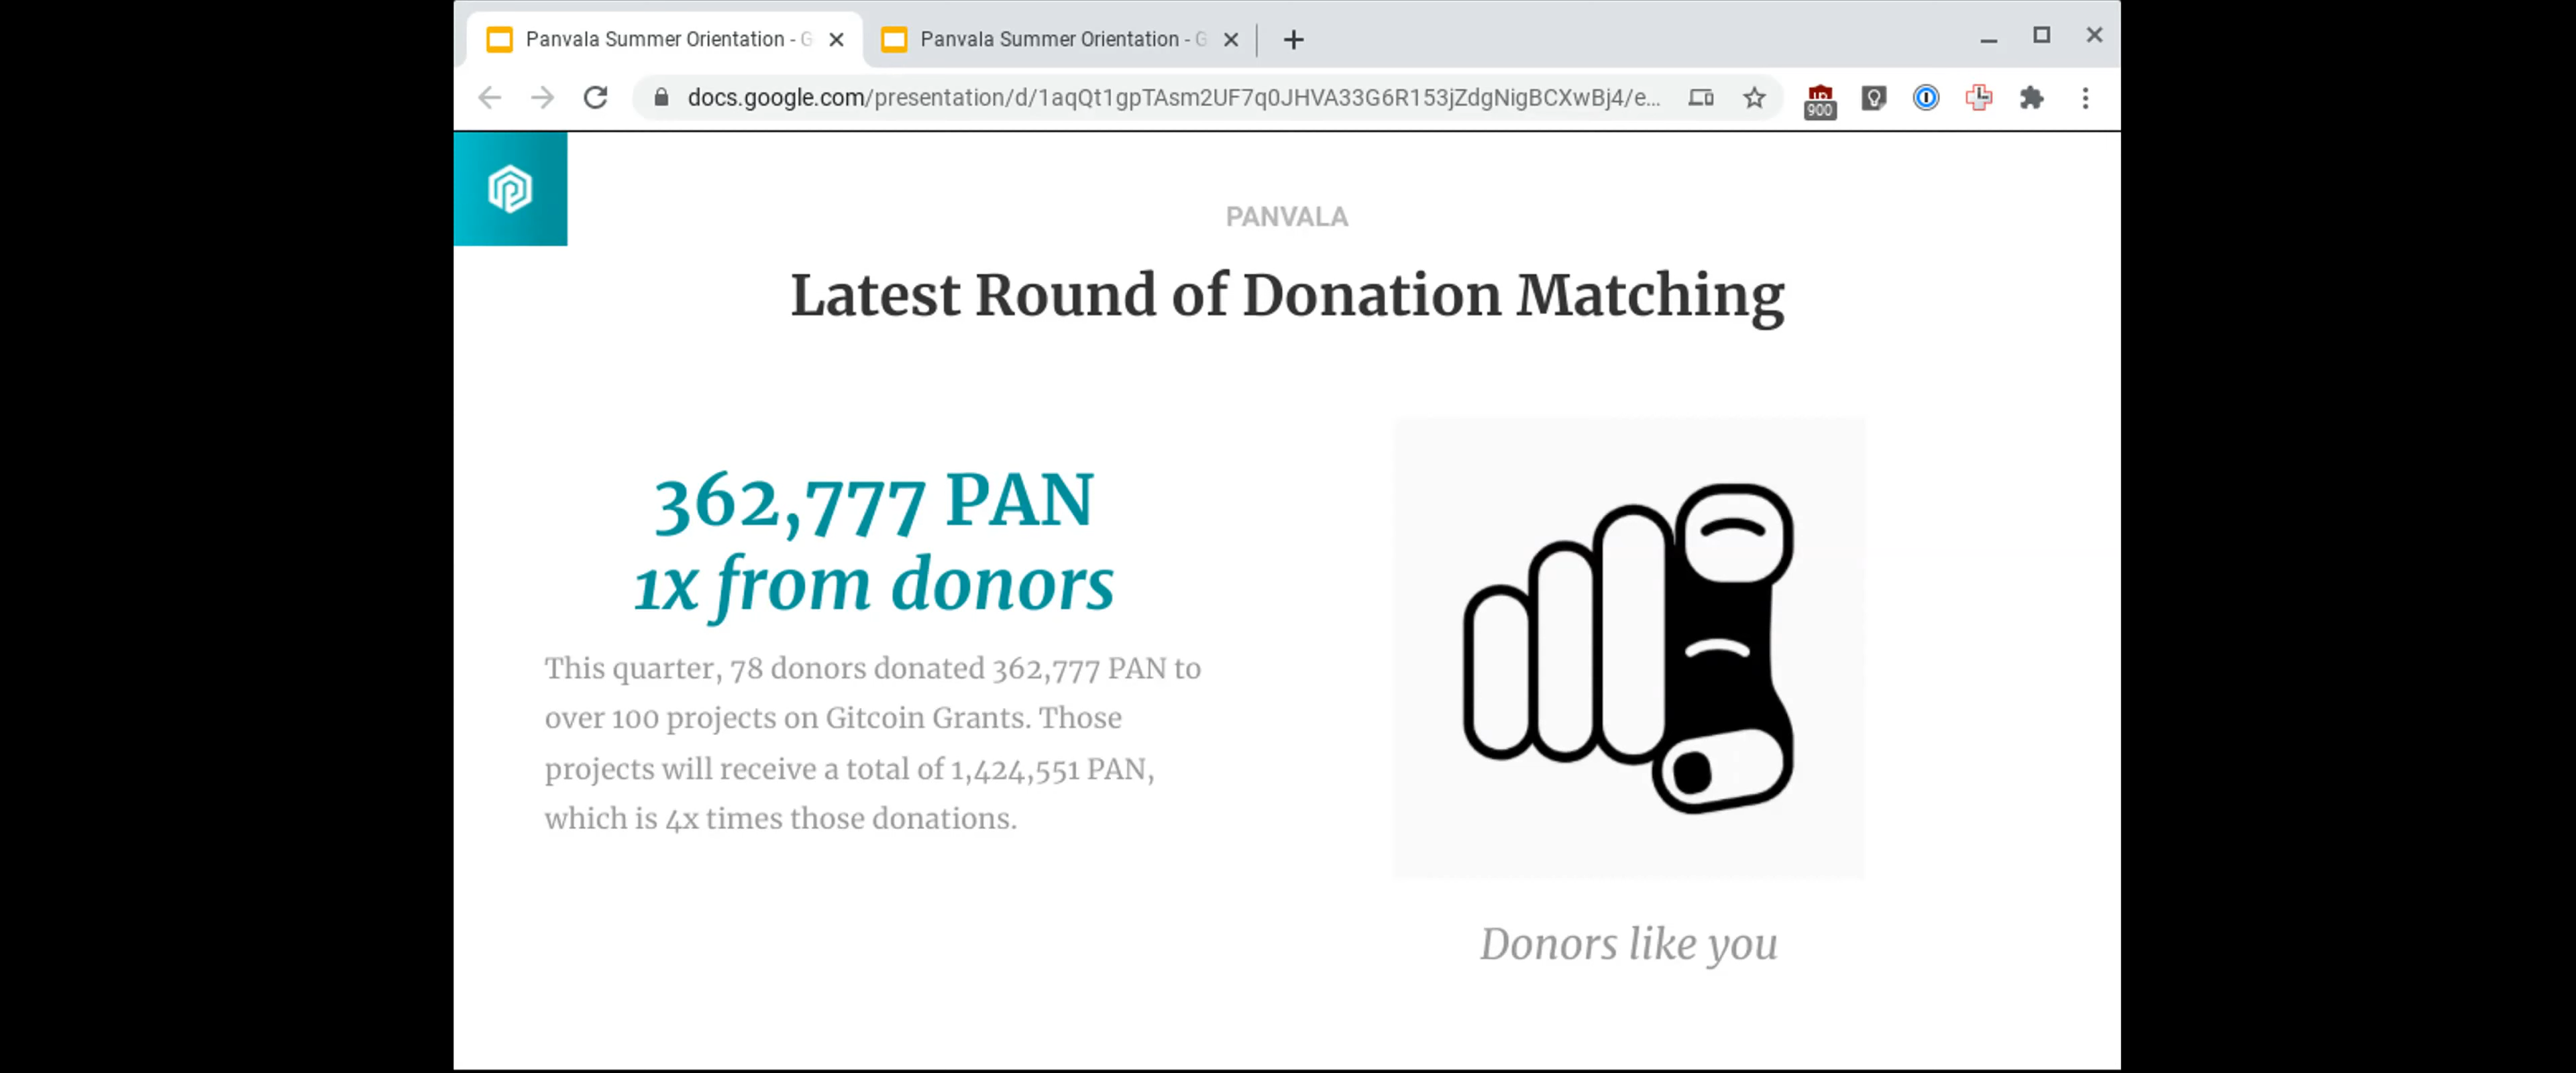 Panvala Summer Orientation - G
Panvala Summer Orientation - G
docs.google.com/presentation/d/1aqQt1gpTAsm2UF7q0JHVA33G6R153jZdgNigBCXwBj4/e...
900
PANVALA
Latest Round of Donation Matching
362,777 PAN
1x from donors
This quarter, 78 donors donated 362,777 PAN to
over 100 projects on Gitcoin Grants. Those
projects will receive a total of 1,424,551 PAN,
which is 4x times those donations.
Donors like you